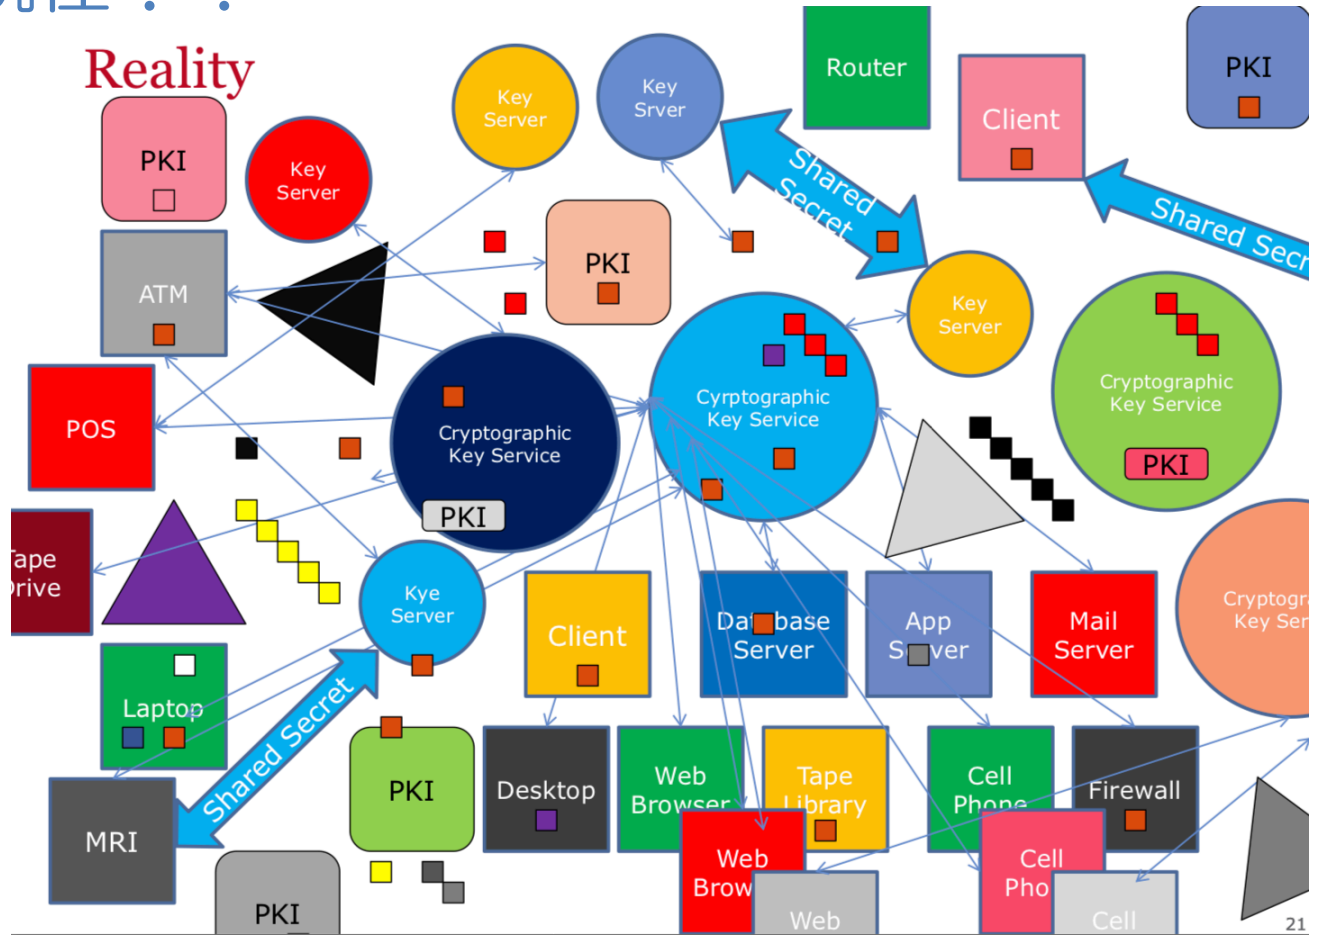 Reality
Router
Client
PKI
Key
Server
Key
Srver
Key
Server
PKI
Shared
Secret
Shared Secr
PKI
ATM
Key
Server
Cyrptographic
Key Service
Cryptographic
Key Service
POS
Cryptographic
Key Service
PKI
PKI
Tape
Drive
Kye
Server
Client
Database
Server
App
Server
Mail
Server
Cryptogra
Key Ser
Laptop
Shared Secret
MRI
PKI
Desktop
Web
Browser
Tape
Library
Cell
Phone
Firewall
Web
Brow
Cell
Pho
PKI
Web
Cell
21